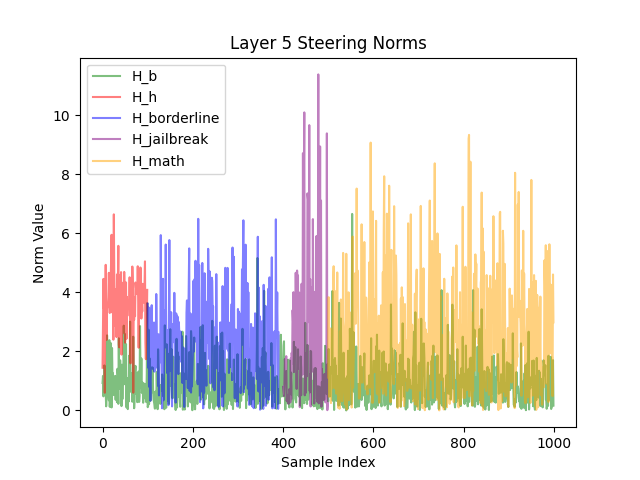 Layer 5 Steering Norms
H_b
H_h
H_borderline
H_jailbreak
H_math
Norm Value
10
8
6
4
2
0
0 200 400 600 800 1000
Sample Index